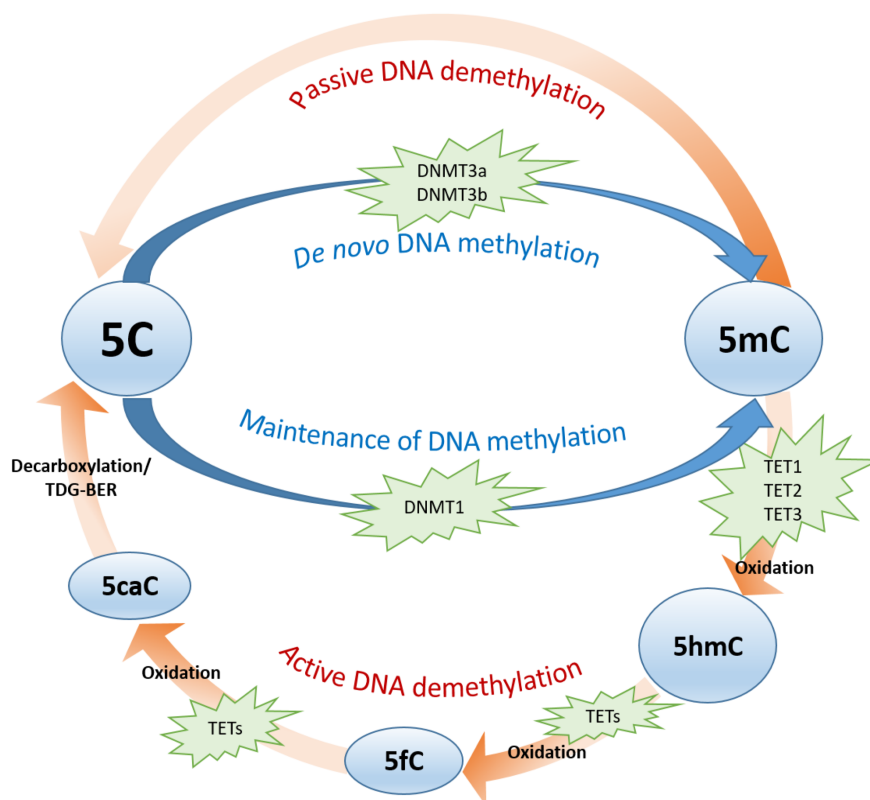 Passive DNA demethylation
DNMT3a
DNMT3b
De novo DNA methylation
5C
5mC
Maintenance of DNA methylation
DNMT1
TET1
TET2
TET3
Decarboxylation/
TDG-BER
Oxidation
5caC
5hmC
Active DNA demethylation
Oxidation
TETs
TETs
Oxidation
5fC